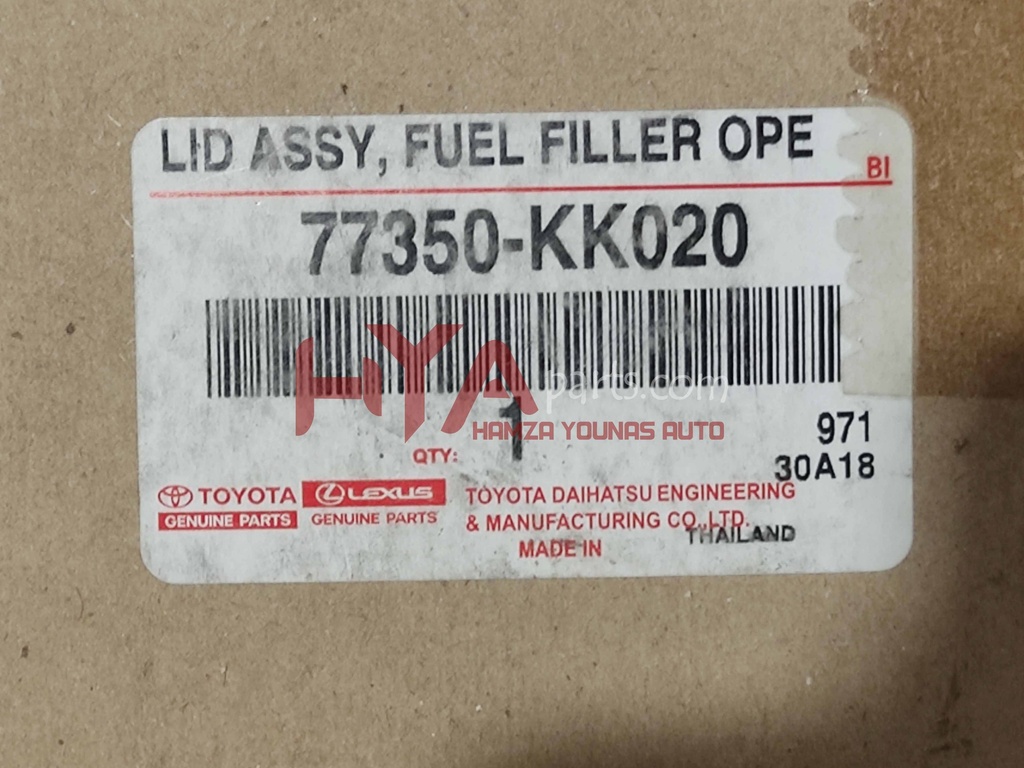 LID ASSY, FUEL FILLER OPE
BI
77350-KK020
HYA parts.com
HAMZA YOUNAS AUTO
QTY: 1
971
30A18
TOYOTA
GENUINE PARTS
LEXUS
GENUINE PARTS
TOYOTA DAIHATSU ENGINEERING
& MANUFACTURING CO.,LTD.
MADE IN THAILAND